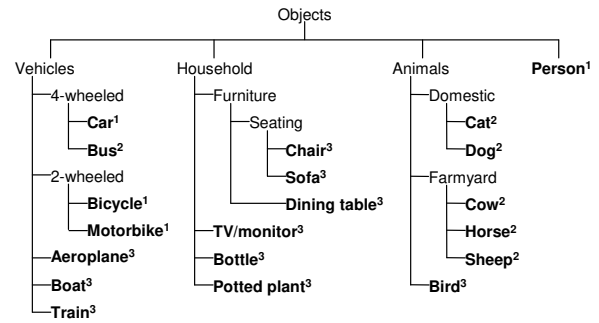 Objects
Vehicles
4-wheeled
Car¹
Bus²
2-wheeled
Bicycle¹
Motorbike¹
Aeroplane³
Boat³
Train³
Household
Furniture
Seating
Chair³
Sofa³
Dining table³
TV/monitor³
Bottle³
Potted plant³
Animals
Domestic
Cat²
Dog²
Farmyard
Cow²
Horse²
Sheep²
Bird³
Person¹